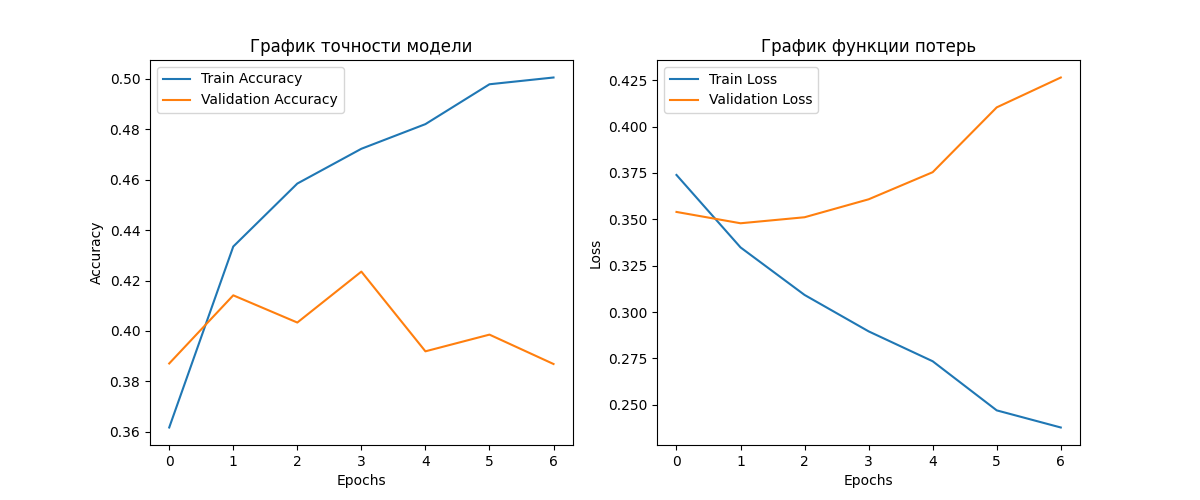 График точности модели
Train Accuracy
Validation Accuracy
Accuracy
0.50
0.48
0.46
0.44
0.42
0.40
0.38
0.36
0 1 2 3 4 5 6
Epochs
График функции потерь
Train Loss
Validation Loss
Loss
0.425
0.400
0.375
0.350
0.325
0.300
0.275
0.250
0 1 2 3 4 5 6
Epochs